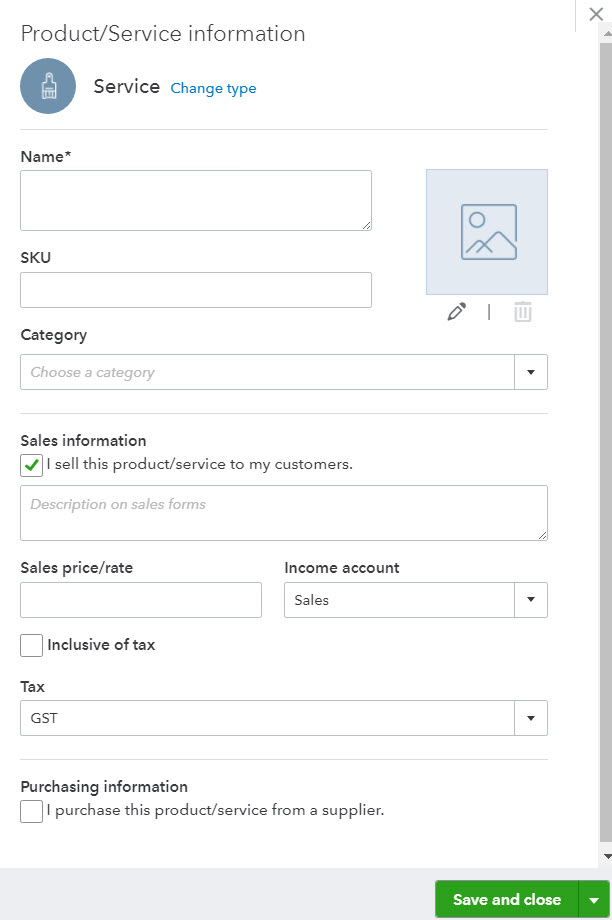 Product/Service information
Service Change type
Name*
SKU
Category
Choose a category
Sales information
I sell this product/service to my customers.
Description on sales forms
Sales price/rate Income account
Sales
Inclusive of tax
Tax
GST
Purchasing information
I purchase this product/service from a supplier.
Save and close